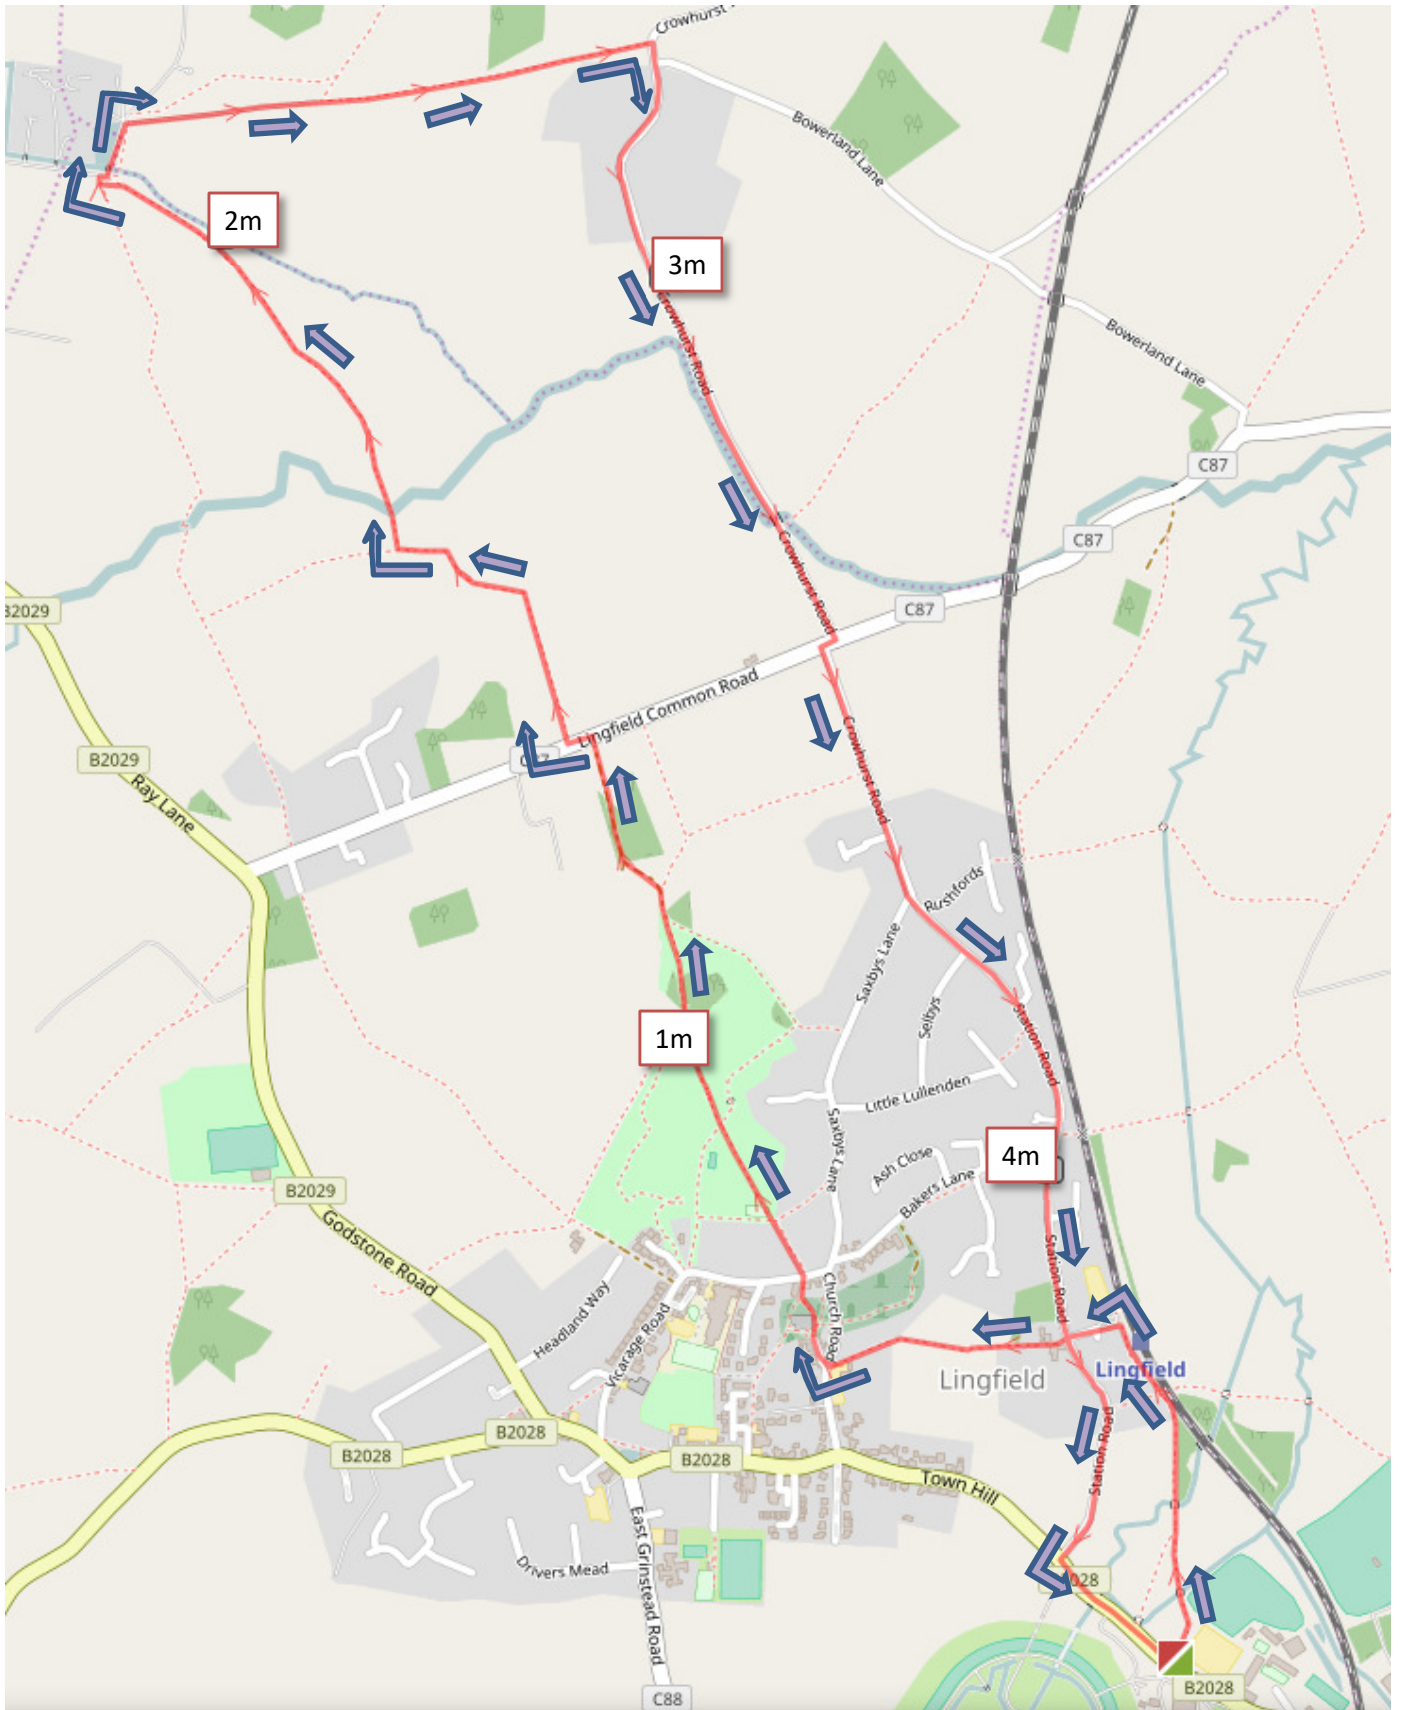 Crowhurst
Bowerland Lane
2m
3m
Crowhurst Road
Bowerland Lane
C87
C87
Crowhurst Road
C87
B2029
Lingfield Common Road
B2029
Ray Lane
Crowhurst Road
Rushfords
Saxbys Lane
Selbys
Station Road
1m
Little Lullenden
Saxbys Lane
4m
Ash Close
Bakers Lane
B2029
Godstone Road
Station Road
Headland Way
Vicarage Road
Church Road
Lingfield
Lingfield
Station Road
B2028
B2028
B2028
Town Hill
East Grinstead Road
Drivers Mead
B2028
C88